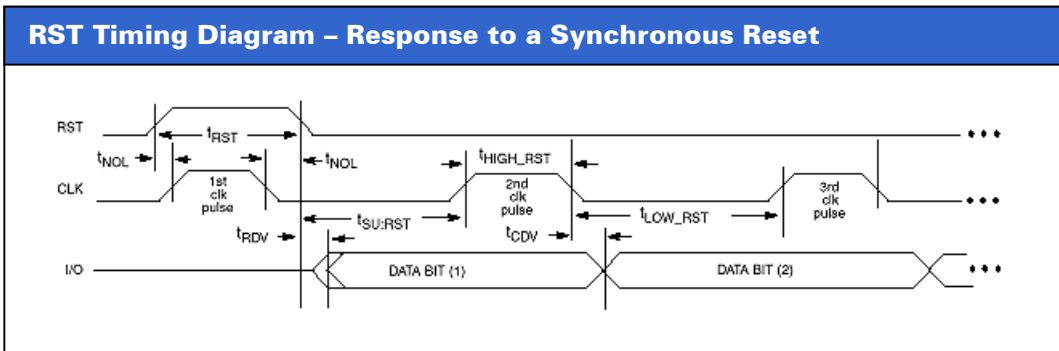 RST Timing Diagram – Response to a Synchronous Reset
RST
tRST
tNOL
tNOL
tHIGH_RST
CLK
1st
clk
pulse
2nd
clk
pulse
3rd
clk
pulse
tSU:RST
tLOW_RST
tRDV
tCDV
I/O
DATA BIT (1)
DATA BIT (2)